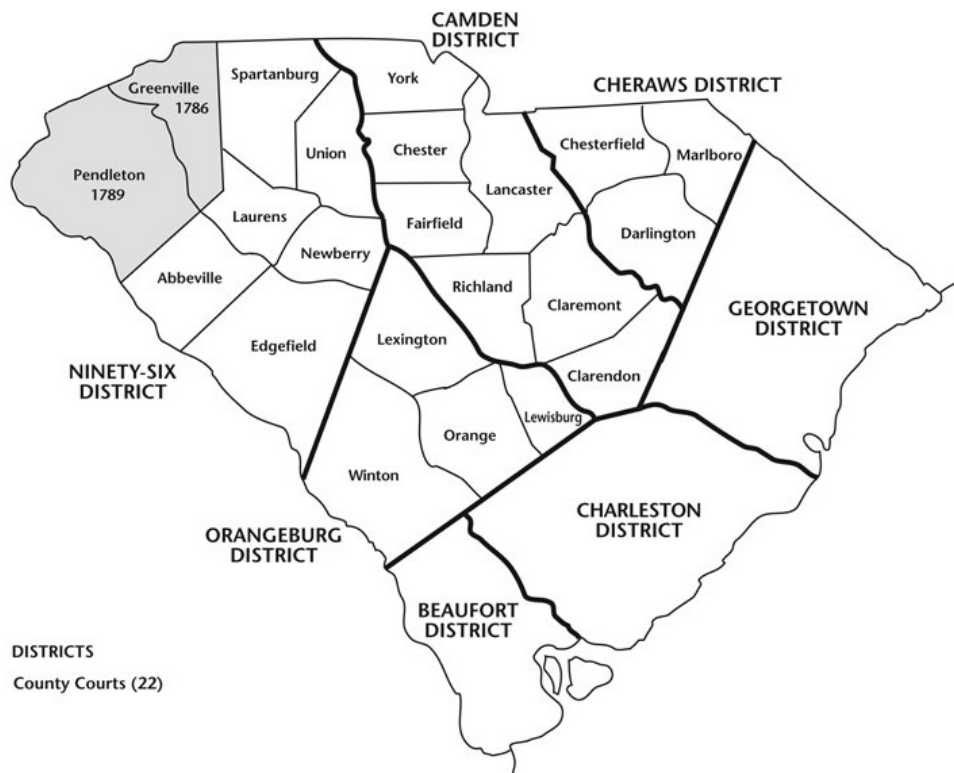 CAMDEN
DISTRICT
CHERAWS DISTRICT
Spartanburg
York
Greenville
1786
Union
Chester
Chesterfield
Marlboro
Pendleton
1789
Lancaster
Laurens
Fairfield
Darlington
Newberry
Abbeville
Richland
Claremont
GEORGETOWN
DISTRICT
Edgefield
Lexington
NINETY-SIX
DISTRICT
Clarendon
Lewisburg
Orange
Winton
CHARLESTON
DISTRICT
ORANGEBURG
DISTRICT
BEAUFORT
DISTRICT
DISTRICTS
County Courts (22)